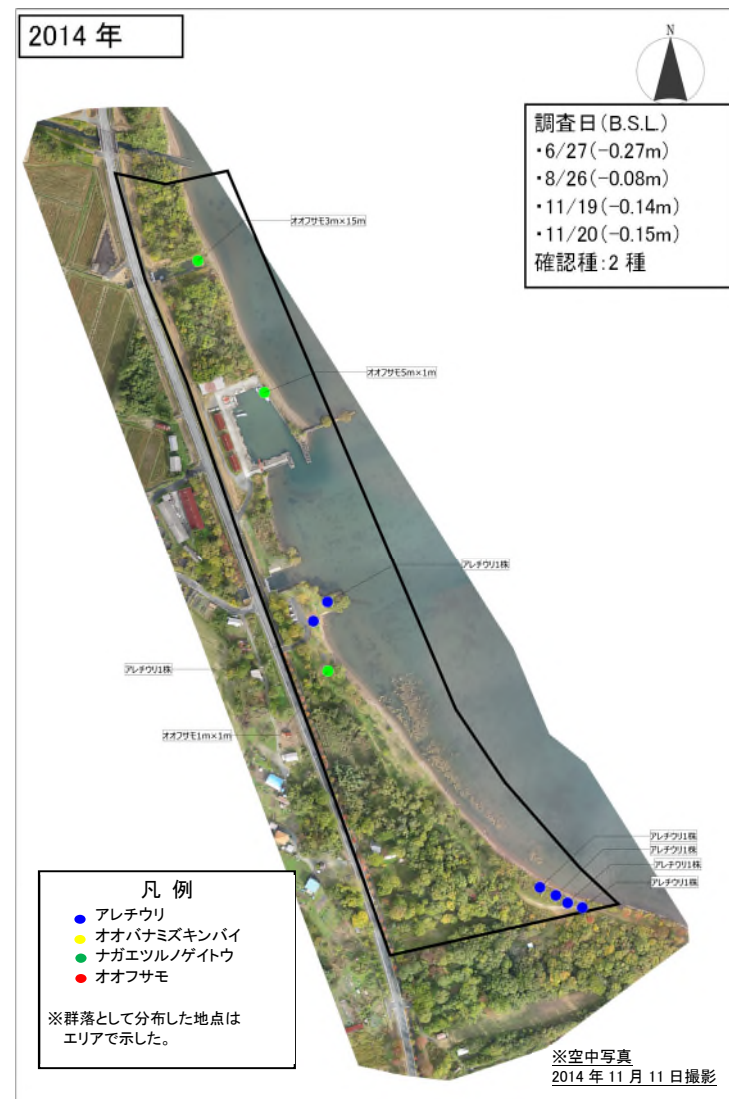 2014 年
N
調査日(B.S.L.)
・6/27(-0.27m)
・8/26(-0.08m)
・11/19(-0.14m)
・11/20(-0.15m)
確認種:2 種
オオフサモ3m×15m
オオフサモ5m×1m
アレチウリ1株
アレチウリ1株
オオフサモ1m×1m
アレチウリ1株
アレチウリ1株
アレチウリ1株
アレチウリ1株
凡 例
アレチウリ
オオバナミズキンバイ
ナガエツルノゲイトウ
オオフサモ
※群落として分布した地点は
エリアで示した。
※空中写真
2014 年 11 月 11 日撮影